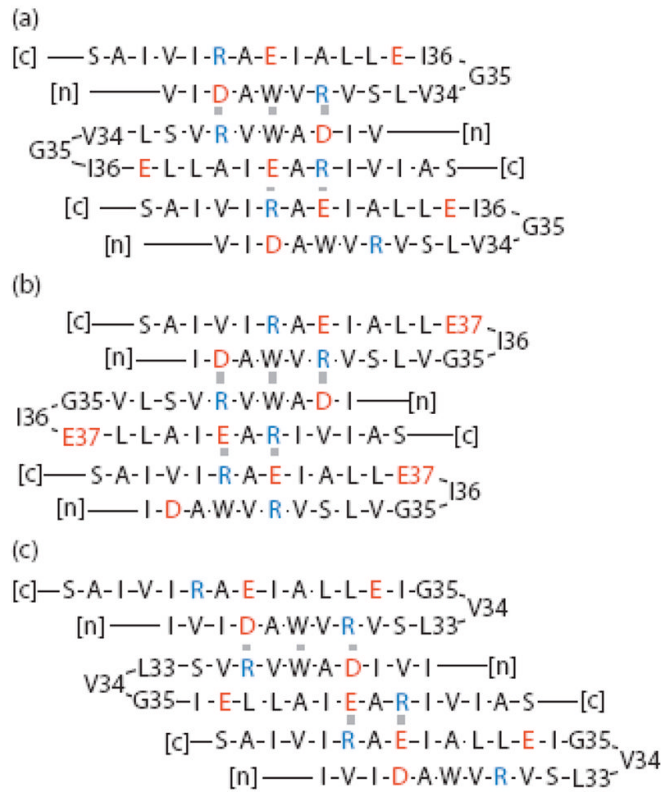 (a)
[c] —— S-A-I-V-I-R-A-E-I-A-L-L-E-I36
G35
[n] —— V-I-D-A-W-V-R-V-S-L-V34
V34-L-S-V-R-V-W-A-D-I-V —— [n]
G35
I36-E-L-L-A-I-E-A-R-I-V-I-A-S—[c]
[c] —— S-A-I-V-I-R-A-E-I-A-L-L-E-I36
G35
[n] —— V-I-D-A-W-V-R-V-S-L-V34
(b)
[c]—— S-A-I-V-I-R-A-E-I-A-L-L-E37
I36
[n]—— I-D-A-W-V-R-V-S-L-V-G35
G35-V-L-S-V-R-V-W-A-D-I——[n]
I36
E37-L-L-A-I-E-A-R-I-V-I-A-S—[c]
[c]—— S-A-I-V-I-R-A-E-I-A-L-L-E37
I36
[n]—— I-D-A-W-V-R-V-S-L-V-G35
(c)
[c]—S-A-I-V-I-R-A-E-I-A-L-L-E-I-G35
V34
[n]—— I-V-I-D-A-W-V-R-V-S-L33
L33-S-V-R-V-W-A-D-I-V-I——[n]
V34
G35-I-E-L-L-A-I-E-A-R-I-V-I-A-S—[c]
[c]—S-A-I-V-I-R-A-E-I-A-L-L-E-I-G35
V34
[n]—— I-V-I-D-A-W-V-R-V-S-L33